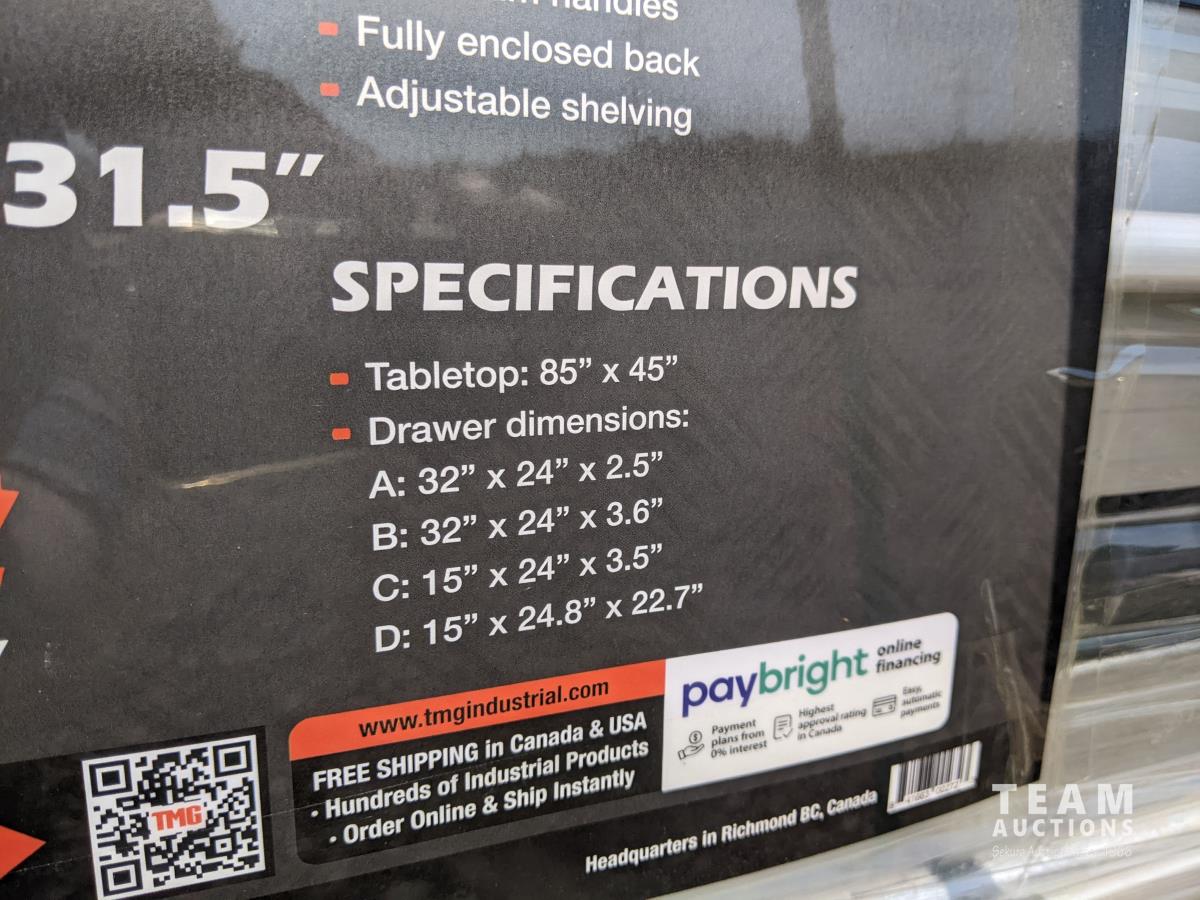 handles
Fully enclosed back
Adjustable shelving
31.5”
SPECIFICATIONS
Tabletop: 85” x 45”
Drawer dimensions:
A: 32” x 24” x 2.5”
B: 32” x 24” x 3.6”
C: 15” x 24” x 3.5”
D: 15” x 24.8” x 22.7”
www.tmgindustrial.com
FREE SHIPPING in Canada & USA
· Hundreds of Industrial Products
· Order Online & Ship Instantly
paybright online
financing
Payment
plans from
0% interest
Highest
approval rating
in Canada
Easy,
automatic
payments
TMG
Headquarters in Richmond BC, Canada
TEAM
AUCTIONS